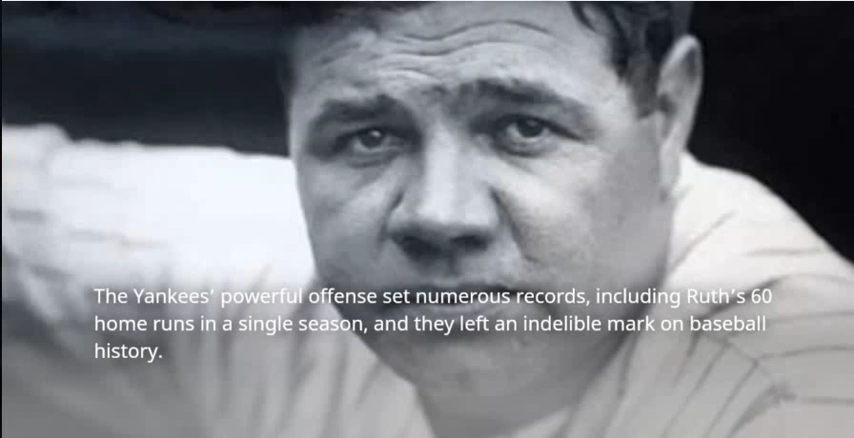 The Yankees' powerful offense set numerous records, including Ruth's 60
home runs in a single season, and they left an indelible mark on baseball
history.